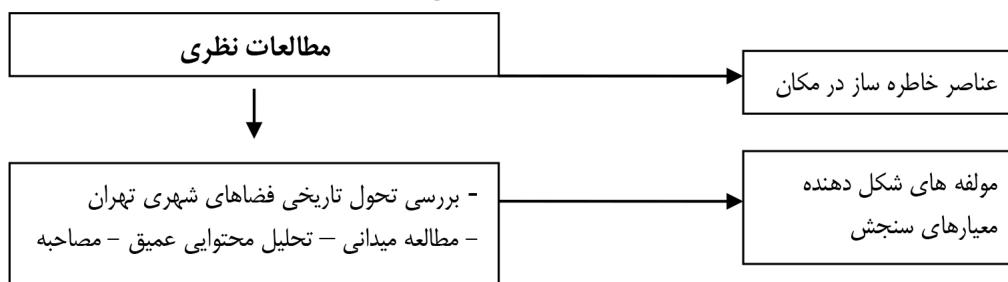 مطالعات نظری
عناصر خاطره ساز در مکان
- بررسی تحول تاریخی فضاهای شهری تهران
– مطالعه میدانی – تحلیل محتوایی عمیق – مصاحبه
مولفه های شکل دهنده
معیارهای سنجش